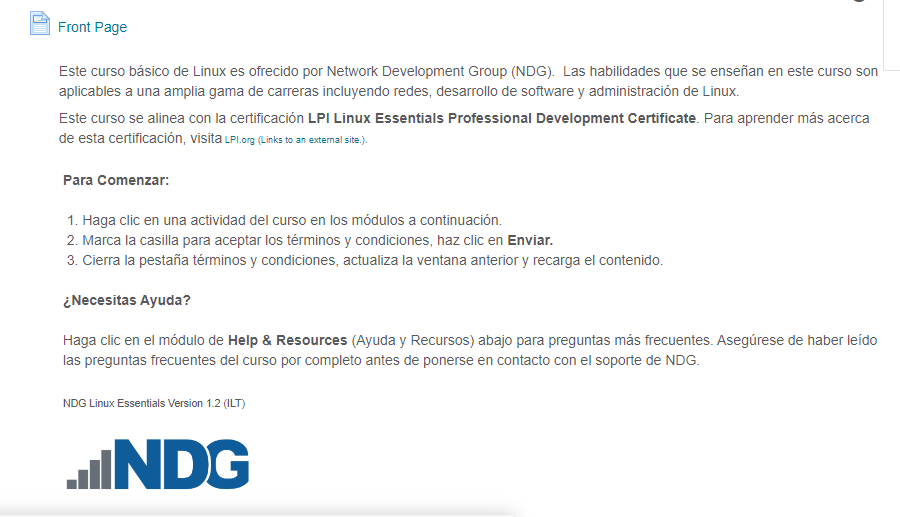 Front Page
Este curso básico de Linux es ofrecido por Network Development Group (NDG).  Las habilidades que se enseñan en este curso son
aplicables a una amplia gama de carreras incluyendo redes, desarrollo de software y administración de Linux.
Este curso se alinea con la certificación LPI Linux Essentials Professional Development Certificate. Para aprender más acerca
de esta certificación, visita LPI.org (Links to an external site.).
Para Comenzar:
1. Haga clic en una actividad del curso en los módulos a continuación.
2. Marca la casilla para aceptar los términos y condiciones, haz clic en Enviar.
3. Cierra la pestaña términos y condiciones, actualiza la ventana anterior y recarga el contenido.
¿Necesitas Ayuda?
Haga clic en el módulo de Help & Resources (Ayuda y Recursos) abajo para preguntas más frecuentes. Asegúrese de haber leído
las preguntas frecuentes del curso por completo antes de ponerse en contacto con el soporte de NDG.
NDG Linux Essentials Version 1.2 (ILT)
NDG